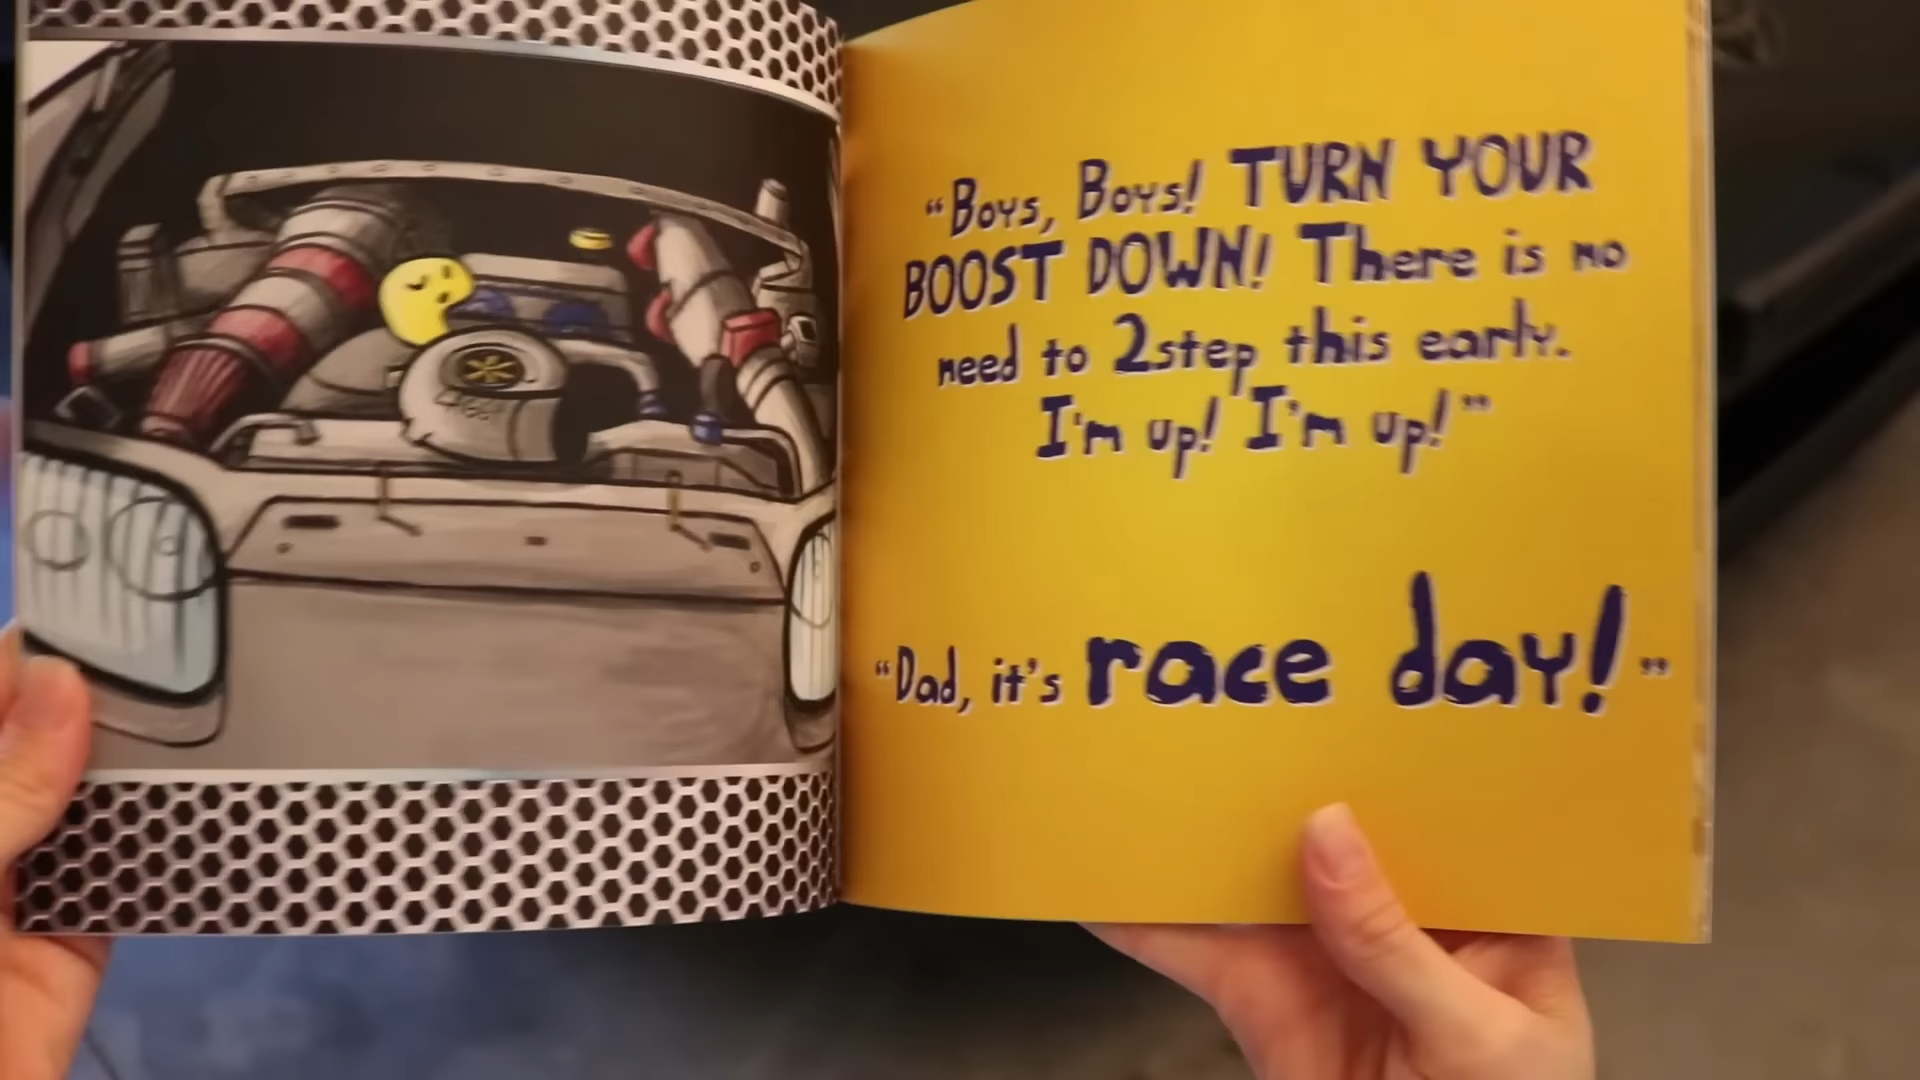 “Boys, Boys! TURN YOUR
BOOST DOWN! There is no
need to 2step this early.
I'm up! I'm up!”
“Dad, it's race day!”